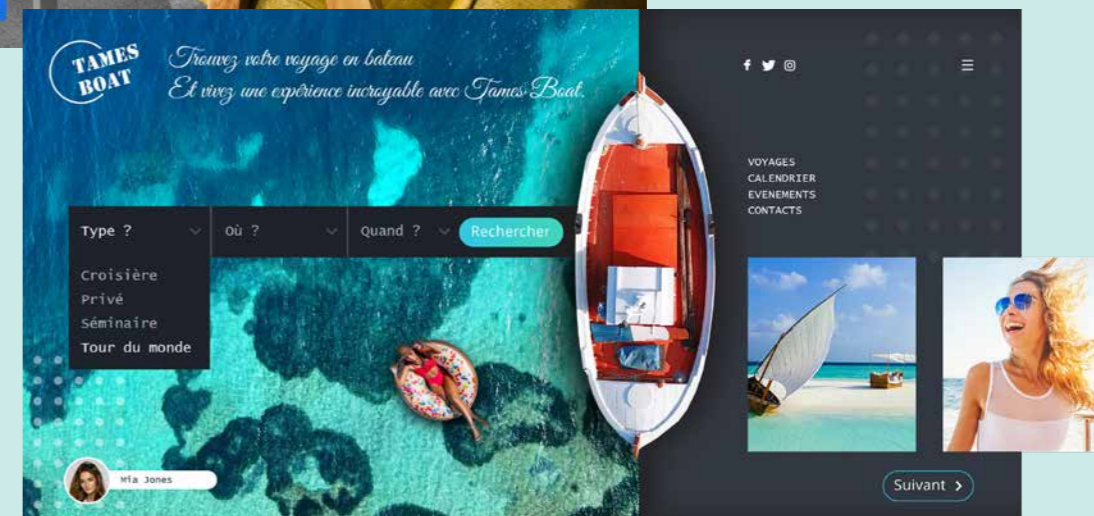 TAMES
BOAT
Trouvez votre voyage en bateau
Et vivez une expérience incroyable avec Tames Boat.
VOYAGES
CALENDRIER
EVENEMENTS
CONTACTS
Type ?
Où ?
Quand ?
Rechercher
Croisière
Privé
Séminaire
Tour du monde
Mia Jones
Suivant >